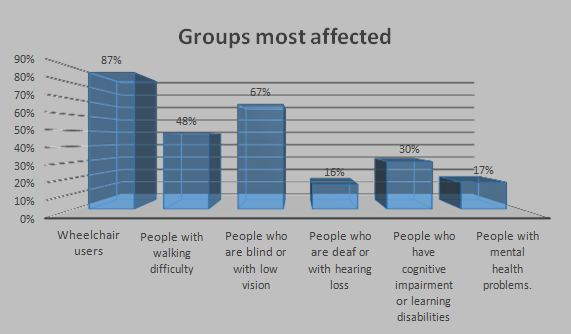 Groups most affected
90%
80%
70%
60%
50%
40%
30%
20%
10%
0%
87%
48%
67%
16%
30%
17%
Wheelchair
users
People with
walking
difficulty
People who
are blind or
with low
vision
People who
are deaf or
with hearing
loss
People who
have
cognitive
impairment
or learning
disabilities
People with
mental
health
problems.